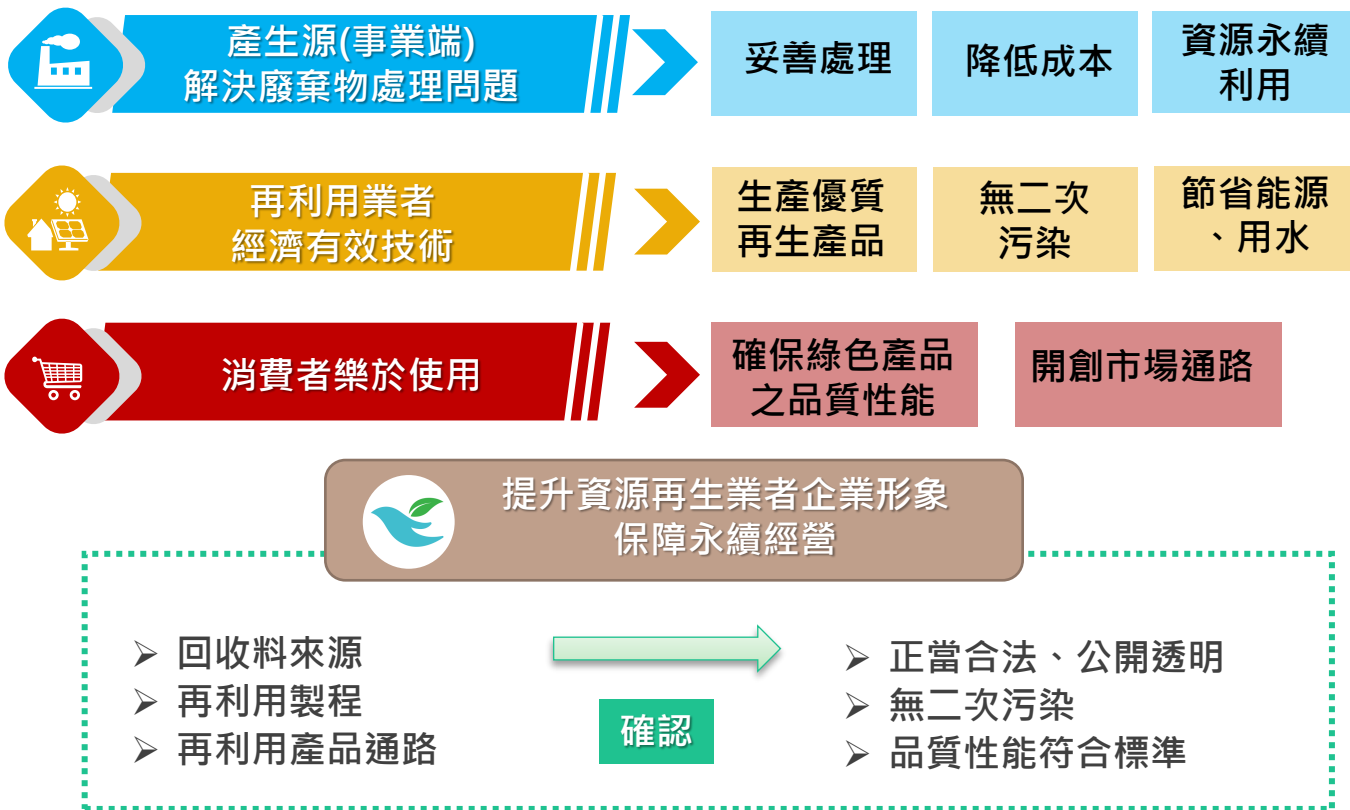 產生源(事業端)
解決廢棄物處理問題
妥善處理
降低成本
資源永續
利用
再利用業者
經濟有效技術
生產優質
再生產品
無二次
污染
節省能源
、用水
消費者樂於使用
確保綠色產品
之品質性能
開創市場通路
提升資源再生業者企業形象
保障永續經營
➢ 回收料來源
➢ 再利用製程
➢ 再利用產品通路
確認
➢ 正當合法、公開透明
➢ 無二次污染
➢ 品質性能符合標準